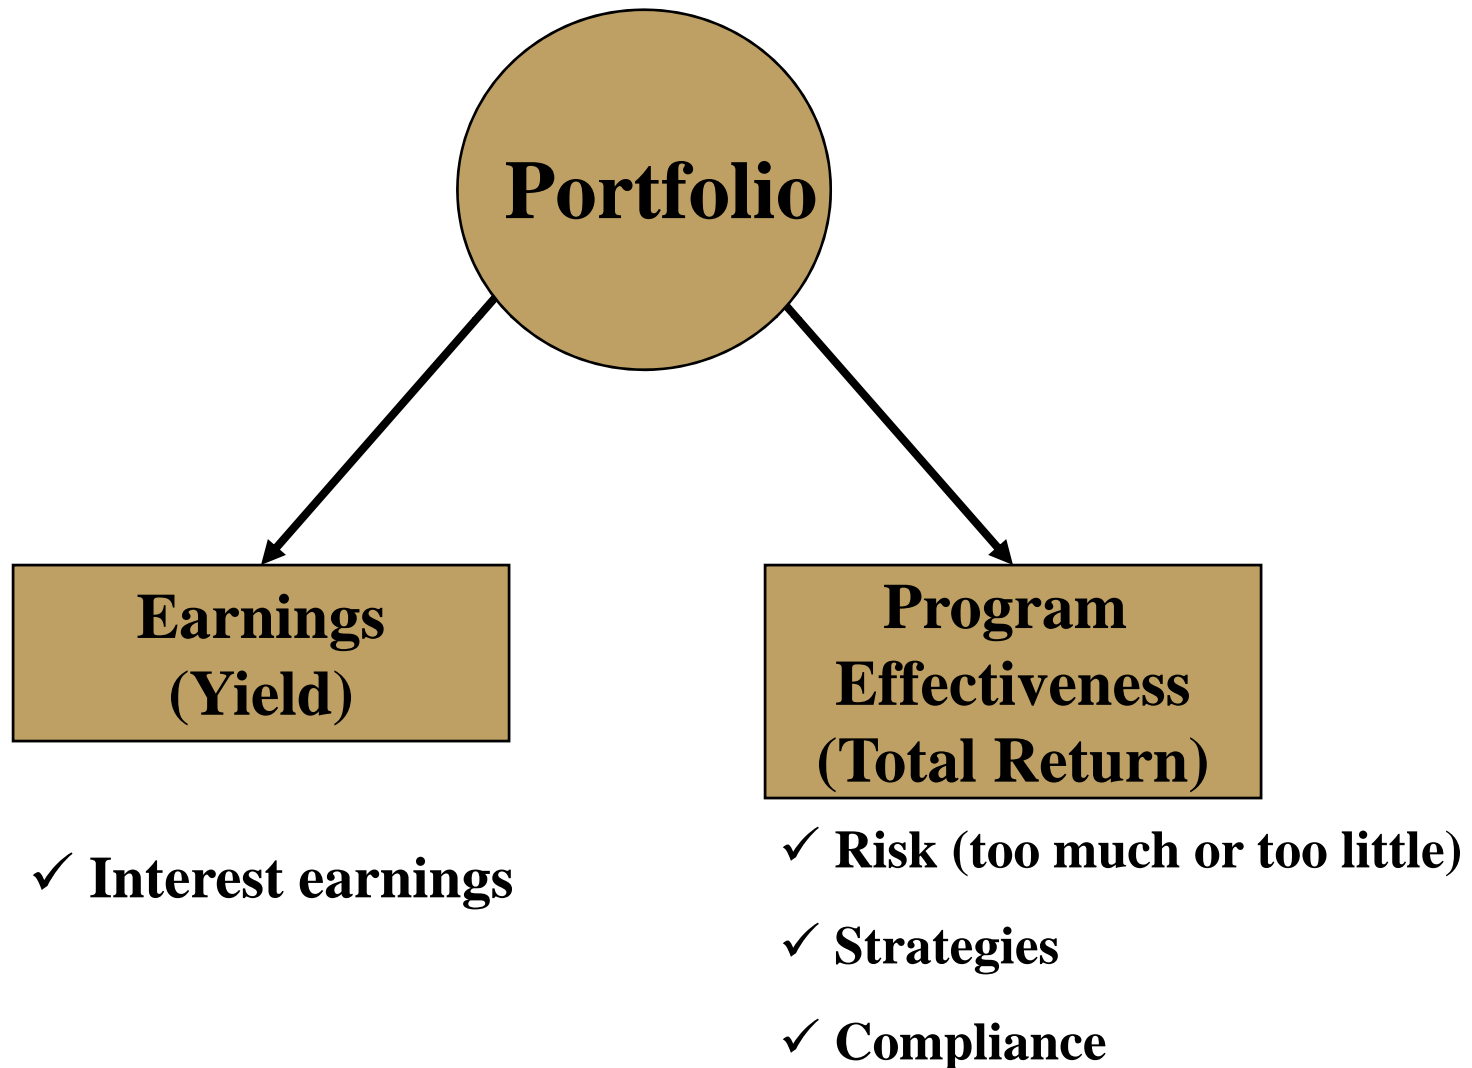 Portfolio
Earnings
(Yield)
✓ Interest earnings
Program
Effectiveness
(Total Return)
✓ Risk (too much or too little)
✓ Strategies
✓ Compliance